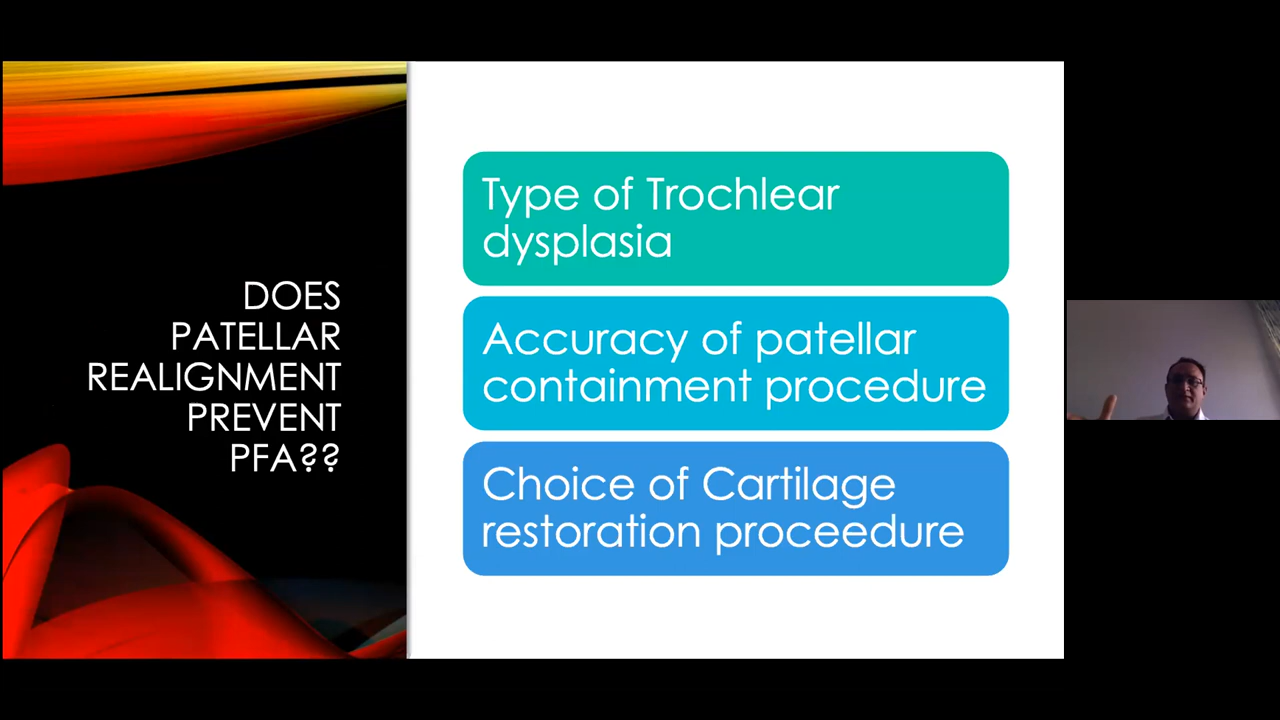 DOES
PATELLAR
REALIGNMENT
PREVENT
PFA??
Type of Trochlear
dysplasia
Accuracy of patellar
containment procedure
Choice of Cartilage
restoration proceedure